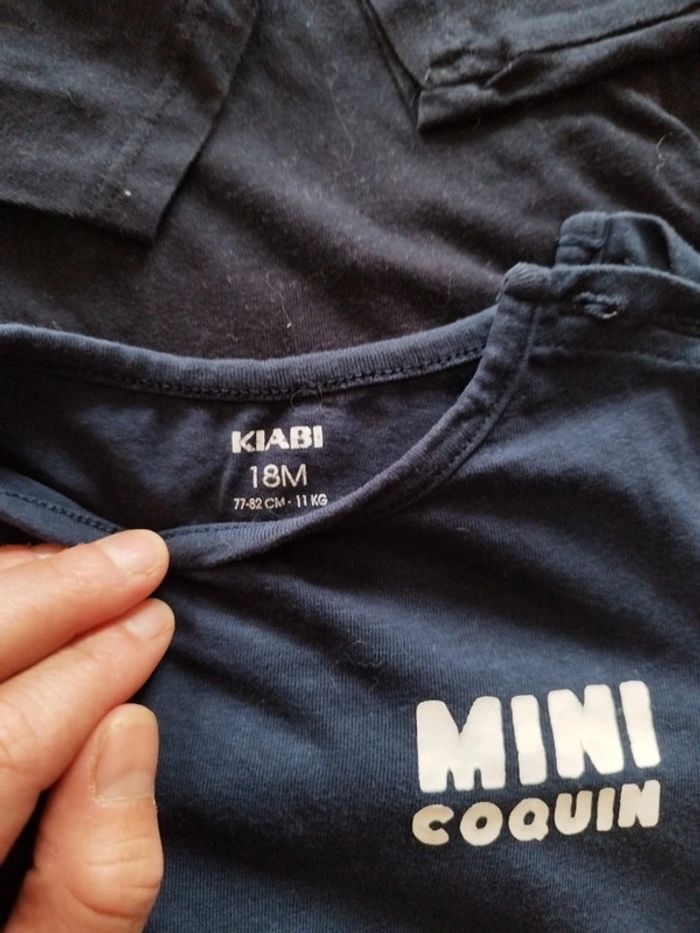 KIABI
18M
77-82 CM - 11 KG
MINI
COQUIN